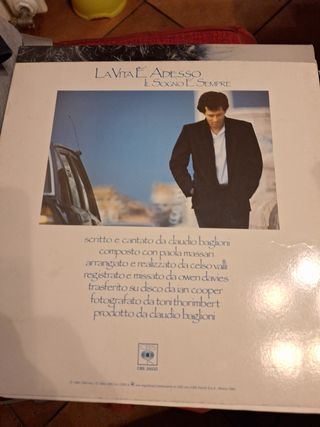 La Vita È Adesso
Il Sogno È Sempre
scritto e cantato da claudio baglioni
composto con paola massari
arrangiato e realizzato da celso valli
registrato e missato da owen davies
trasferito su disco da ian cooper
fotografato da toni thorimbert
prodotto da claudio baglioni
CBS